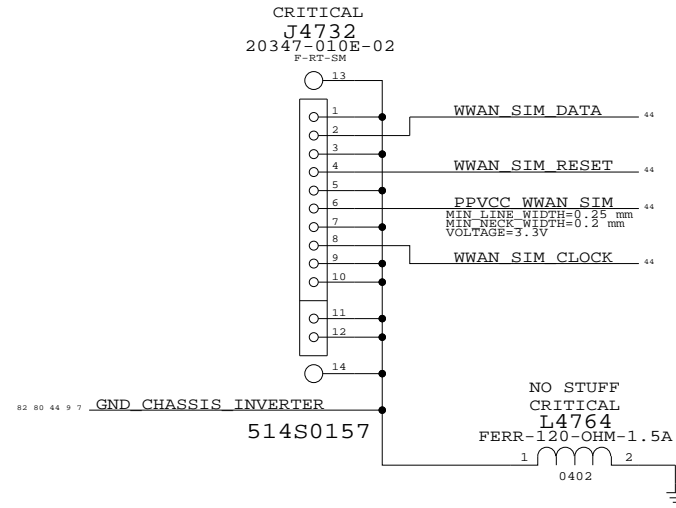 CRITICAL
J4732
20347-010E-02
F-RT-SM
13
1
WWAN_SIM_DATA 44
2
3
4
WWAN_SIM_RESET 44
5
6
PPVCC_WWAN_SIM 44
MIN_LINE_WIDTH=0.25 mm
MIN_NECK_WIDTH=0.2 mm
VOLTAGE=3.3V
7
8
WWAN_SIM_CLOCK 44
9
10
11
12
14
82 80 44 9 7 GND_CHASSIS_INVERTER
514S0157
NO STUFF
CRITICAL
L4764
FERR-120-OHM-1.5A
1 2
0402